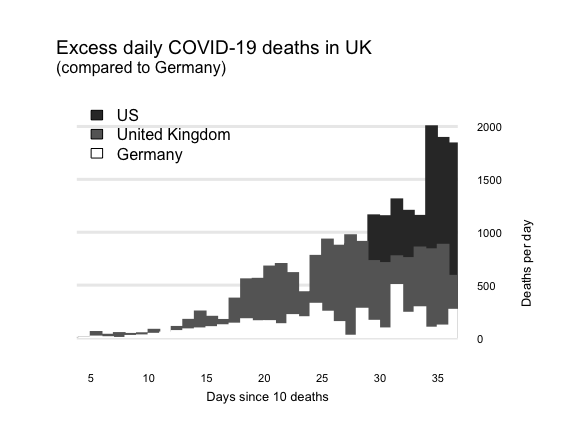 Excess daily COVID-19 deaths in UK
(compared to Germany)
US
United Kingdom
Germany
2000
1500
1000
500
0
Deaths per day
5 10 15 20 25 30 35
Days since 10 deaths